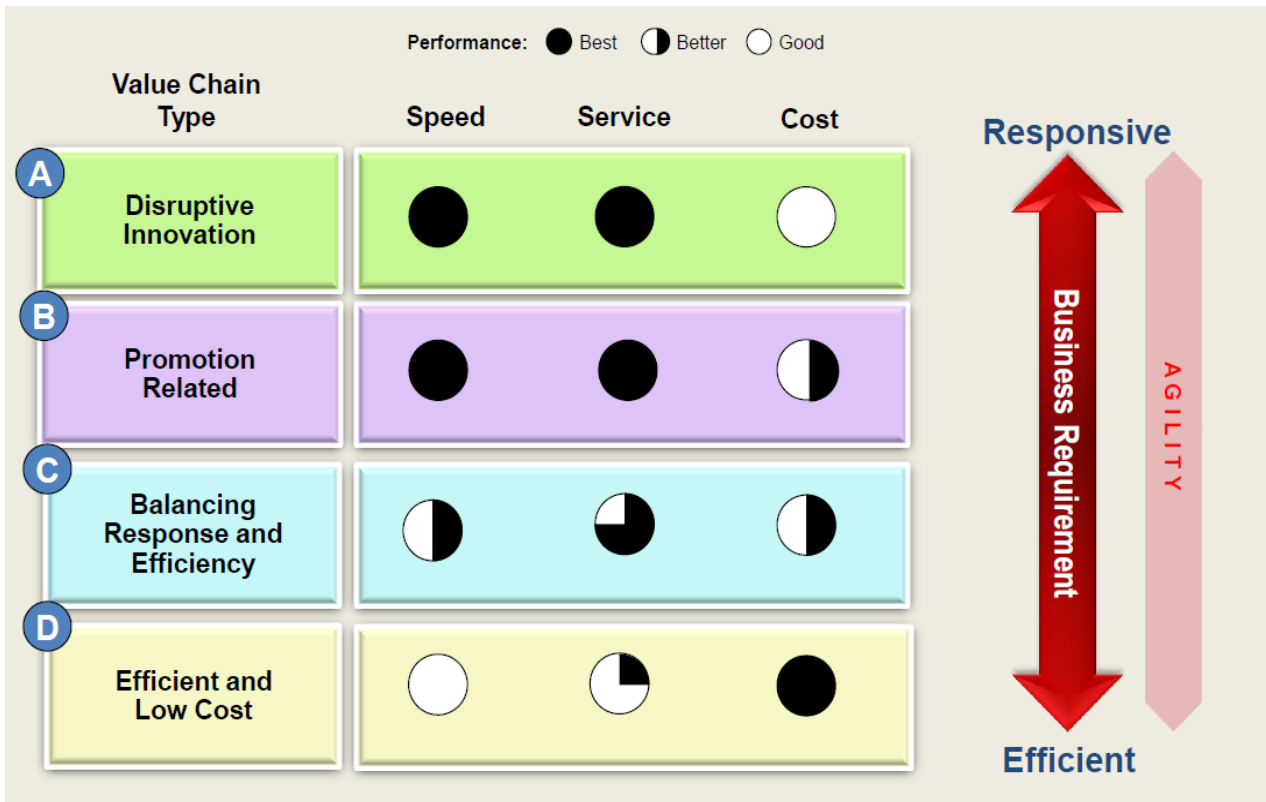 Performance: Best Better Good
Value Chain
Type
Speed Service Cost
Responsive
A
Disruptive
Innovation
B
Promotion
Related
C
Balancing
Response and
Efficiency
D
Efficient and
Low Cost
Business Requirement
AGILITY
Efficient